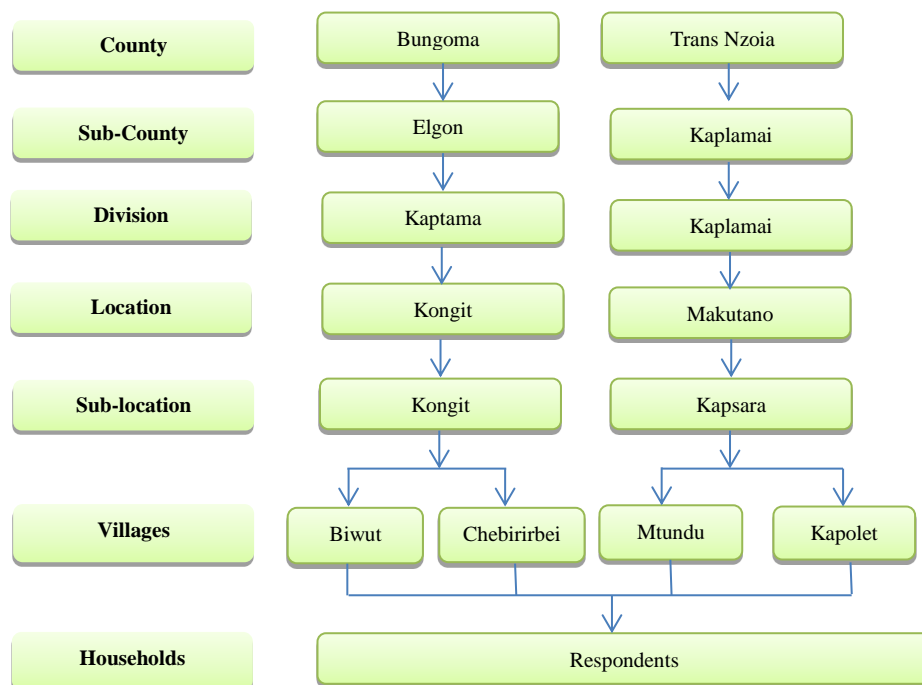 County
Bungoma
Trans Nzoia
Sub-County
Elgon
Kaplamai
Division
Kaptama
Kaplamai
Location
Kongit
Makutano
Sub-location
Kongit
Kapsara
Villages
Biwut
Chebirirbei
Mtundu
Kapolet
Households
Respondents